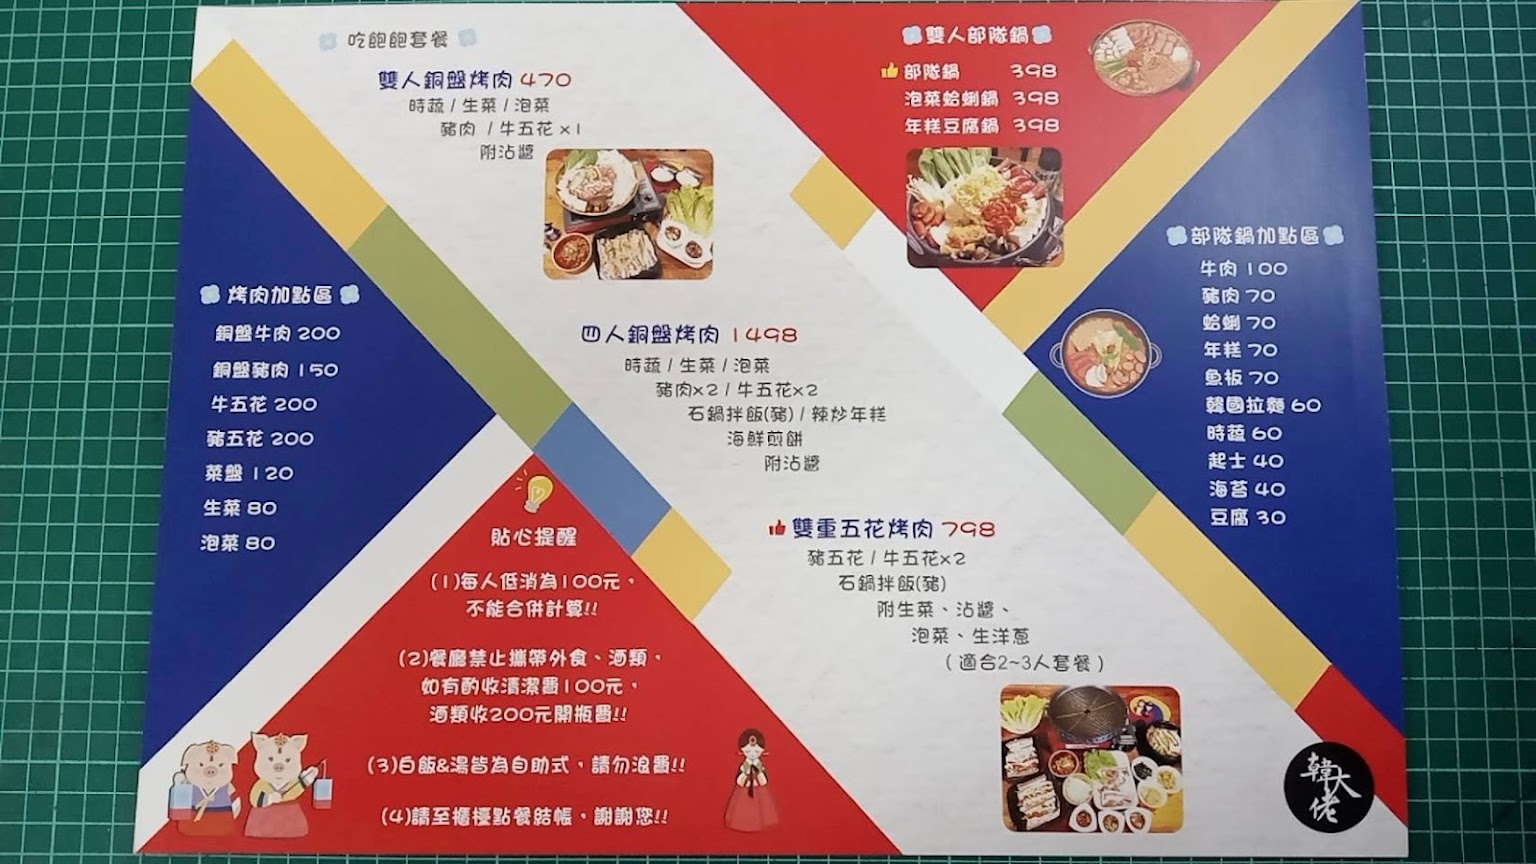 吃飽飽套餐
雙人銅盤烤肉 470
時蔬 / 生菜 / 泡菜
豬肉 / 牛五花 x1
附沾醬
四人銅盤烤肉 1498
時蔬 / 生菜 / 泡菜
豬肉x2 / 牛五花x2
石鍋拌飯(豬) / 辣炒年糕
海鮮煎餅
附沾醬
雙重五花烤肉 798
豬五花 / 牛五花x2
石鍋拌飯(豬)
附生菜、沾醬、
泡菜、生洋蔥
( 適合2~3人套餐 )
雙人部隊鍋
部隊鍋 398
泡菜蛤蜊鍋 398
年糕豆腐鍋 398
部隊鍋加點區
牛肉 100
豬肉 70
蛤蜊 70
年糕 70
魚板 70
韓國拉麵 60
時蔬 60
起士 40
海苔 40
豆腐 30
烤肉加點區
銅盤牛肉 200
銅盤豬肉 150
牛五花 200
豬五花 200
菜盤 120
生菜 80
泡菜 80
貼心提醒
(1)每人低消為100元，
不能合併計算!!
(2)餐廳禁止攜帶外食、酒類，
如有酌收清潔費100元，
酒類收200元開瓶費!!
(3)白飯&湯皆為自助式，請勿浪費!!
(4)請至櫃檯點餐結帳，謝謝您!!
韓大佬